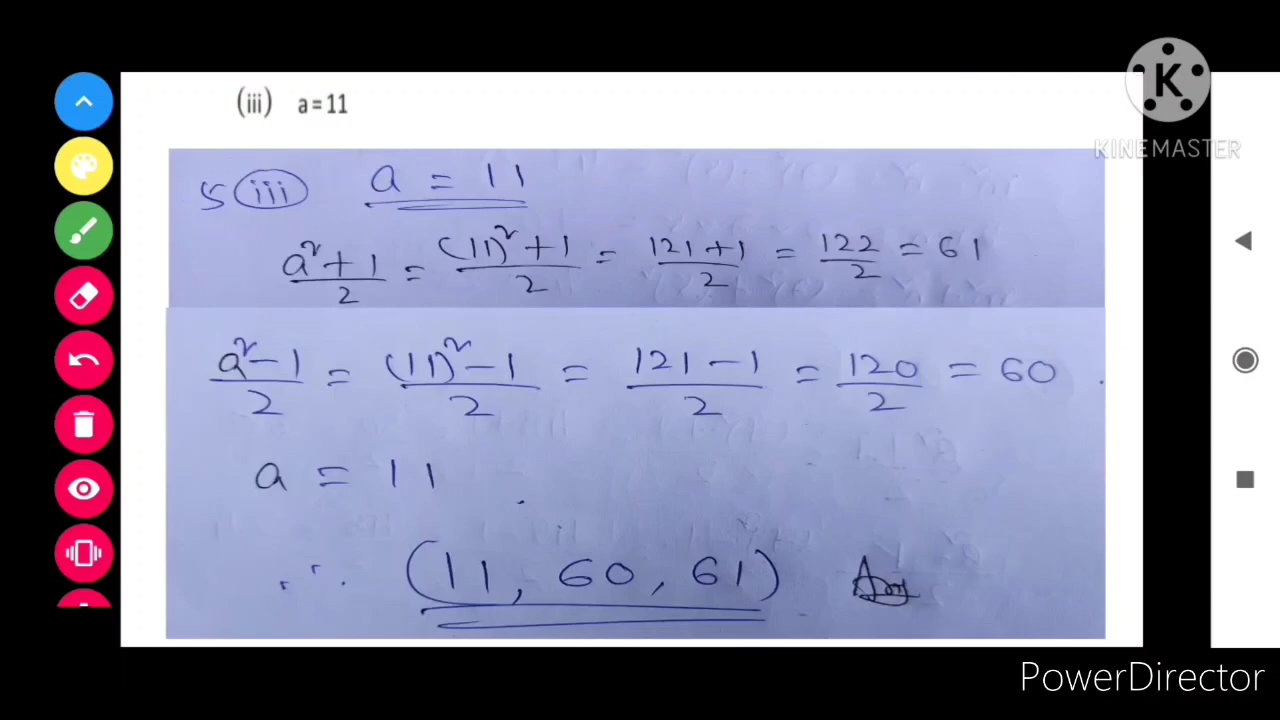 (iii) a = 11
K
KINEMASTER
5 (iii) a = 11
a²+1/2 = (11)²+1/2 = 121+1/2 = 122/2 = 61
a²-1/2 = (11)²-1/2 = 121-1/2 = 120/2 = 60
a = 11
∴ (11, 60, 61) Ans
PowerDirector